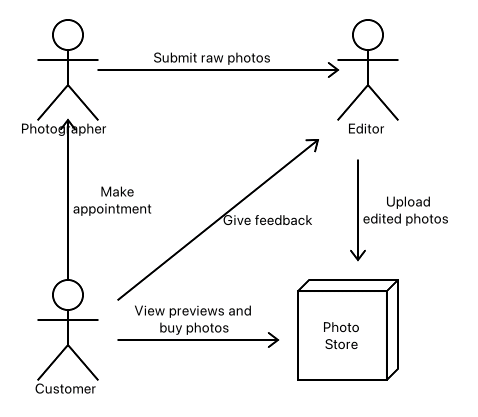 Submit raw photos
Photographer
Editor
Make
appointment
Upload
edited photos
Give feedback
View previews and
buy photos
Photo
Store
Customer